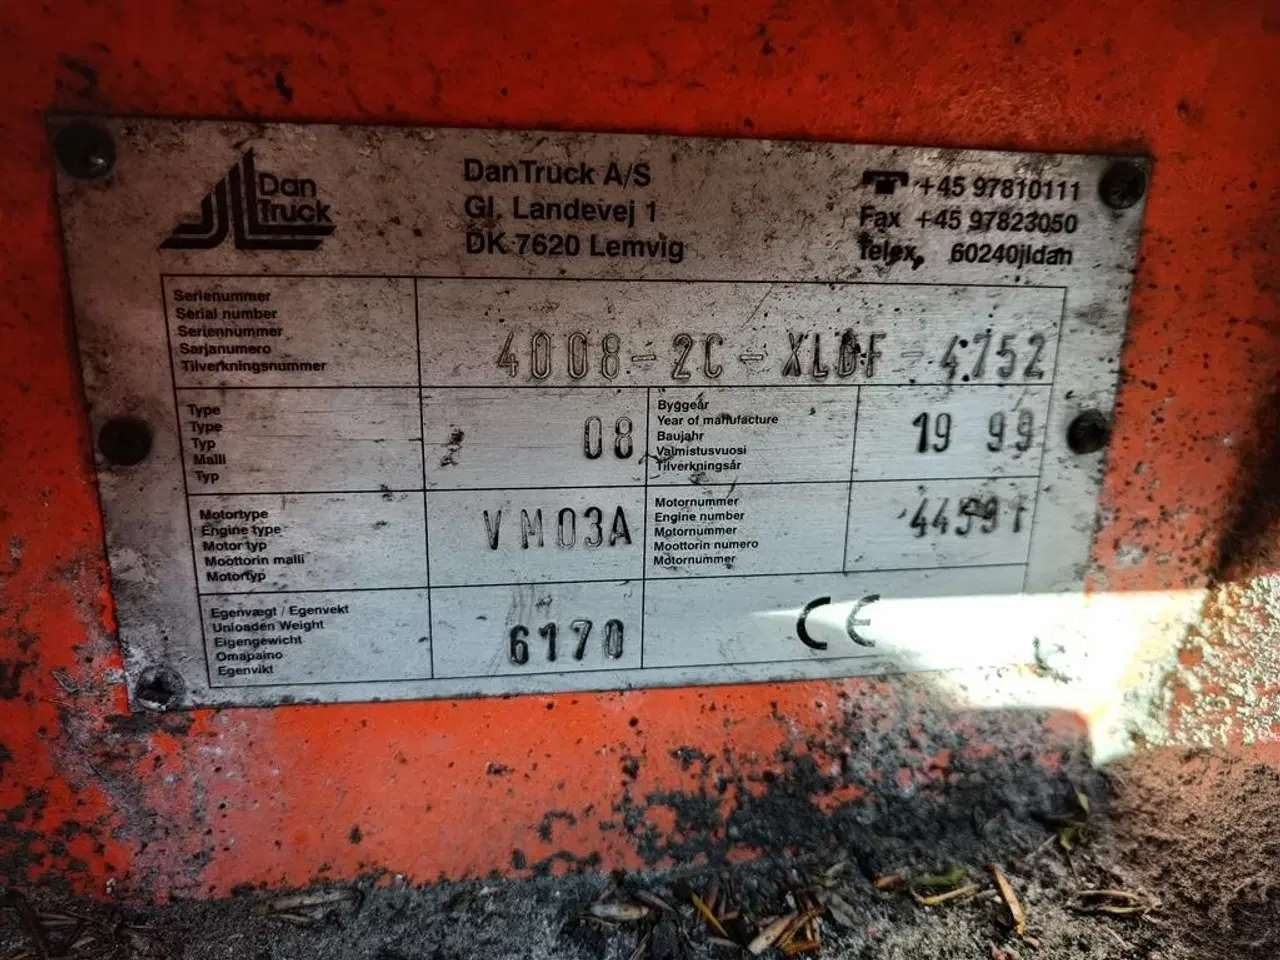 Dan
Truck
DanTruck A/S
Gl. Landevej 1
DK 7620 Lemvig
+45 97810111
Fax +45 97823050
Telex, 60240jldan
Serienummer
Serial number
Seriennummer
Sarjanumero
Tilverkningsnummer
4008-2C-XLDF-4752
Type
Type
Typ
Malli
Typ
08
Byggeår
Year of manufacture
Baujahr
Valmistusvuosi
Tilverkningsår
19 99
Motortype
Engine type
Motor typ
Moottorin malli
Motortyp
VM03A
Motornummer
Engine number
Motornummer
Moottorin numero
Motornummer
Egenvægt / Egenvekt
Unloaden Weight
Eigengewicht
Omapaino
Egenvikt
6170
CE